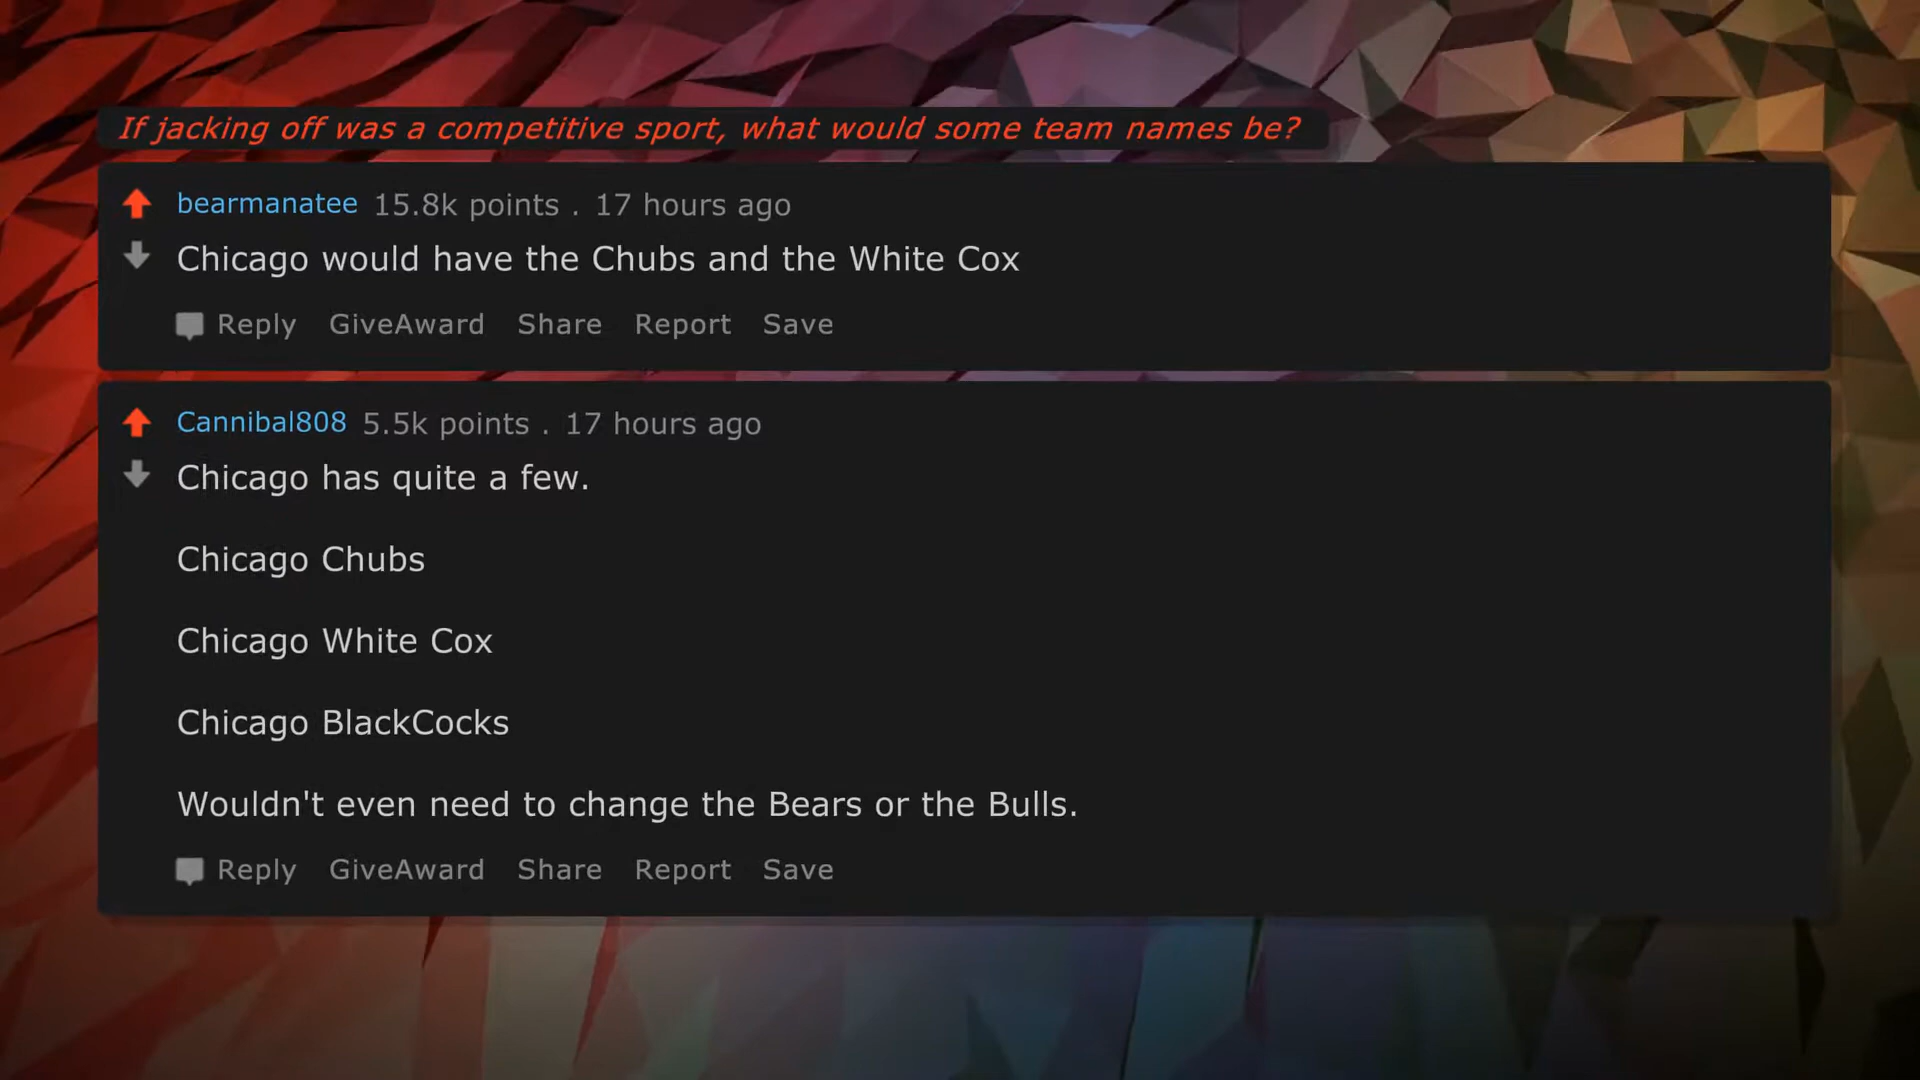 If jacking off was a competitive sport, what would some team names be?
bearmanatee 15.8k points . 17 hours ago
Chicago would have the Chubs and the White Cox
Reply GiveAward Share Report Save
Cannibal808 5.5k points . 17 hours ago
Chicago has quite a few.
Chicago Chubs
Chicago White Cox
Chicago BlackCocks
Wouldn't even need to change the Bears or the Bulls.
Reply GiveAward Share Report Save